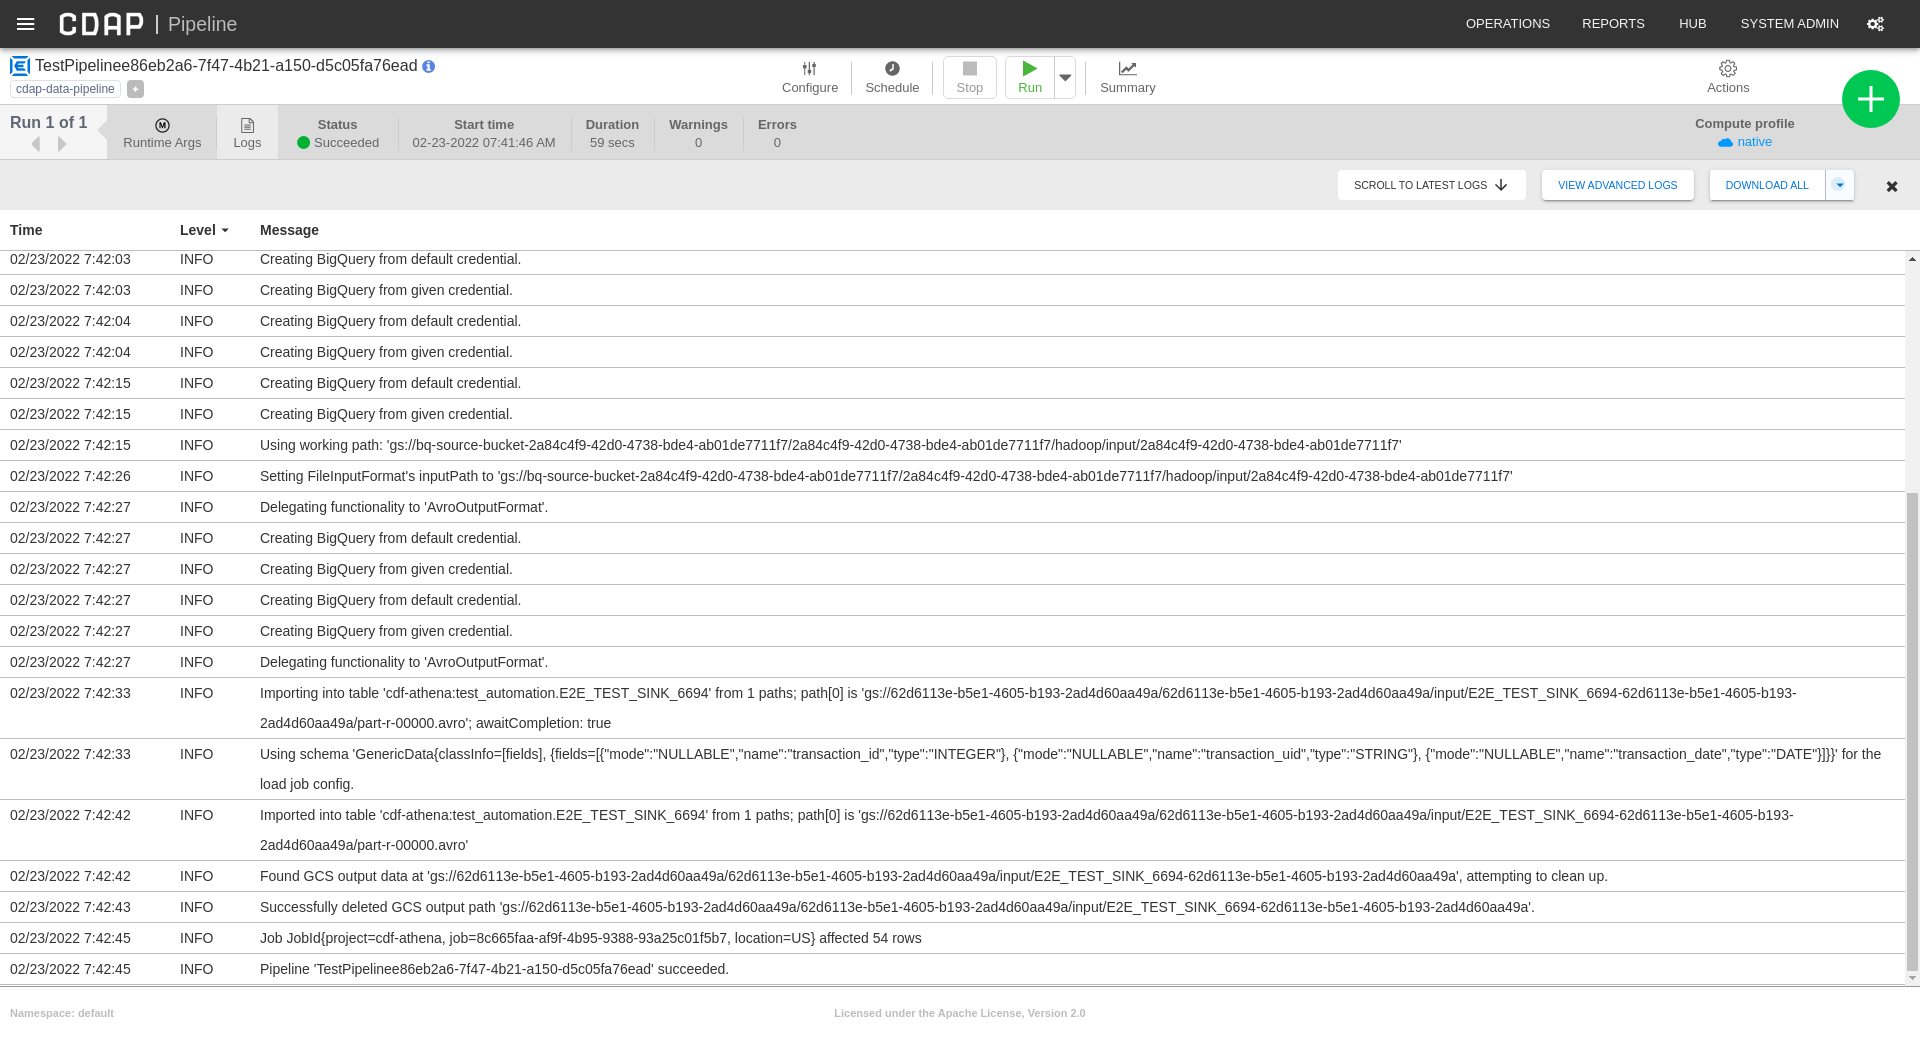 CDAP | Pipeline
OPERATIONS REPORTS HUB SYSTEM ADMIN
TestPipelinee86eb2a6-7f47-4b21-a150-d5c05fa76ead
cdap-data-pipeline +
Configure Schedule Stop Run Summary Actions
Run 1 of 1
Runtime Args
Logs
Status
Succeeded
Start time
02-23-2022 07:41:46 AM
Duration
59 secs
Warnings
0
Errors
0
Compute profile
native
SCROLL TO LATEST LOGS VIEW ADVANCED LOGS DOWNLOAD ALL
Time Level Message
02/23/2022 7:42:03 INFO Creating BigQuery from default credential.
02/23/2022 7:42:03 INFO Creating BigQuery from given credential.
02/23/2022 7:42:04 INFO Creating BigQuery from default credential.
02/23/2022 7:42:04 INFO Creating BigQuery from given credential.
02/23/2022 7:42:15 INFO Creating BigQuery from default credential.
02/23/2022 7:42:15 INFO Creating BigQuery from given credential.
02/23/2022 7:42:15 INFO Using working path: 'gs://bq-source-bucket-2a84c4f9-42d0-4738-bde4-ab01de7711f7/2a84c4f9-42d0-4738-bde4-ab01de7711f7/hadoop/input/2a84c4f9-42d0-4738-bde4-ab01de7711f7'
02/23/2022 7:42:26 INFO Setting FileInputFormat's inputPath to 'gs://bq-source-bucket-2a84c4f9-42d0-4738-bde4-ab01de7711f7/2a84c4f9-42d0-4738-bde4-ab01de7711f7/hadoop/input/2a84c4f9-42d0-4738-bde4-ab01de7711f7'
02/23/2022 7:42:27 INFO Delegating functionality to 'AvroOutputFormat'.
02/23/2022 7:42:27 INFO Creating BigQuery from default credential.
02/23/2022 7:42:27 INFO Creating BigQuery from given credential.
02/23/2022 7:42:27 INFO Creating BigQuery from default credential.
02/23/2022 7:42:27 INFO Creating BigQuery from given credential.
02/23/2022 7:42:27 INFO Delegating functionality to 'AvroOutputFormat'.
02/23/2022 7:42:33 INFO Importing into table 'cdf-athena:test_automation.E2E_TEST_SINK_6694' from 1 paths; path[0] is 'gs://62d6113e-b5e1-4605-b193-2ad4d60aa49a/62d6113e-b5e1-4605-b193-2ad4d60aa49a/input/E2E_TEST_SINK_6694-62d6113e-b5e1-4605-b193-
2ad4d60aa49a/part-r-00000.avro'; awaitCompletion: true
02/23/2022 7:42:33 INFO Using schema 'GenericData{classInfo=[fields], {fields=[{"mode":"NULLABLE","name":"transaction_id","type":"INTEGER"}, {"mode":"NULLABLE","name":"transaction_uid","type":"STRING"}, {"mode":"NULLABLE","name":"transaction_date","type":"DATE"}]}}' for the
load job config.
02/23/2022 7:42:42 INFO Imported into table 'cdf-athena:test_automation.E2E_TEST_SINK_6694' from 1 paths; path[0] is 'gs://62d6113e-b5e1-4605-b193-2ad4d60aa49a/62d6113e-b5e1-4605-b193-2ad4d60aa49a/input/E2E_TEST_SINK_6694-62d6113e-b5e1-4605-b193-
2ad4d60aa49a/part-r-00000.avro'
02/23/2022 7:42:42 INFO Found GCS output data at 'gs://62d6113e-b5e1-4605-b193-2ad4d60aa49a/62d6113e-b5e1-4605-b193-2ad4d60aa49a/input/E2E_TEST_SINK_6694-62d6113e-b5e1-4605-b193-2ad4d60aa49a', attempting to clean up.
02/23/2022 7:42:43 INFO Successfully deleted GCS output path 'gs://62d6113e-b5e1-4605-b193-2ad4d60aa49a/62d6113e-b5e1-4605-b193-2ad4d60aa49a/input/E2E_TEST_SINK_6694-62d6113e-b5e1-4605-b193-2ad4d60aa49a'.
02/23/2022 7:42:45 INFO Job JobId{project=cdf-athena, job=8c665faa-af9f-4b95-9388-93a25c01f5b7, location=US} affected 54 rows
02/23/2022 7:42:45 INFO Pipeline 'TestPipelinee86eb2a6-7f47-4b21-a150-d5c05fa76ead' succeeded.
Namespace: default Licensed under the Apache License, Version 2.0